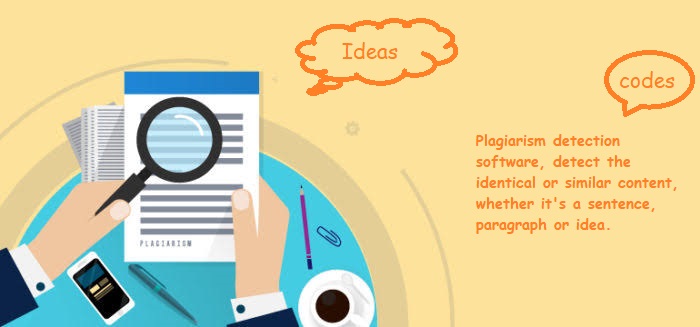 Ideas
codes
Plagiarism detection
software, detect the
identical or similar content,
whether it's a sentence,
paragraph or idea.
PLAGIARISM